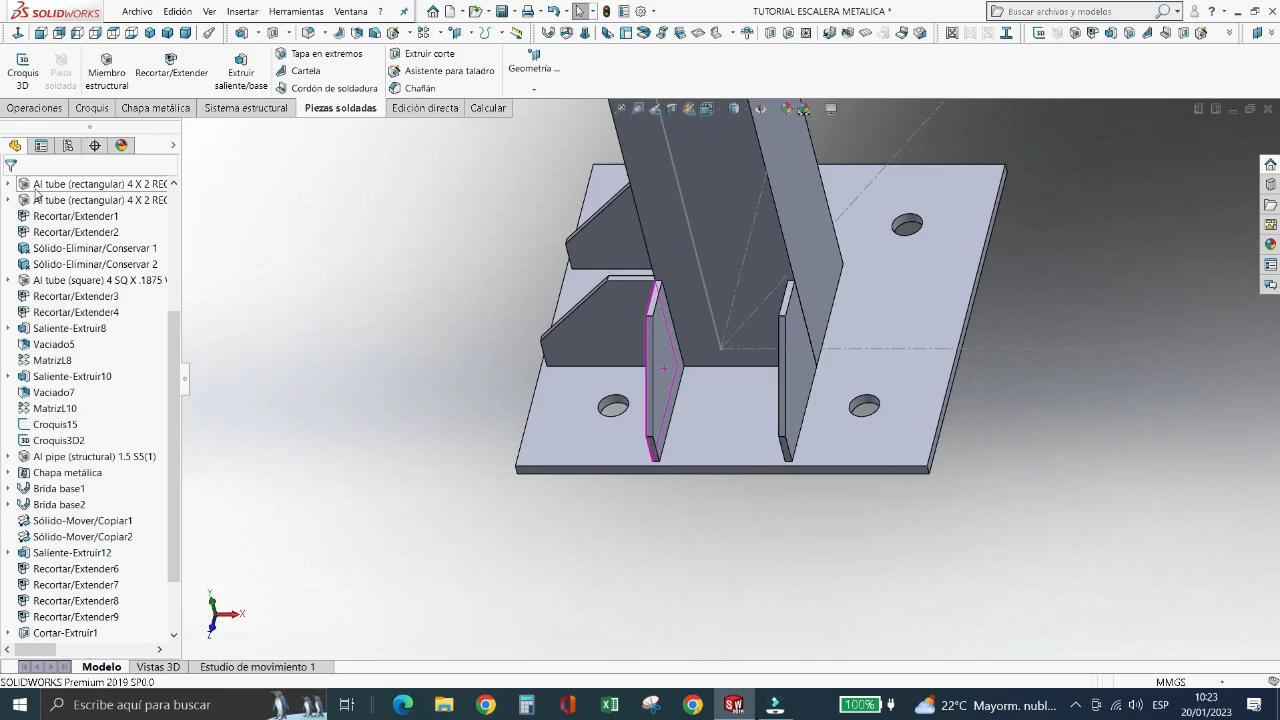 SOLIDWORKS
Archivo
Edición
Ver
Insertar
Herramientas
Ventana
TUTORIAL ESCALERA METALICA *
Buscar archivos y modelos
Croquis 3D
Pieza soldada
Miembro estructural
Recortar/Extender
Extruir saliente/base
Tapa en extremos
Cartela
Cordón de soldadura
Extruir corte
Asistente para taladro
Chaflán
Geometría ...
Operaciones
Croquis
Chapa metálica
Sistema estructural
Piezas soldadas
Edición directa
Calcular
Al tube (rectangular) 4 X 2 REC
Al tube (rectangular) 4 X 2 REC
Recortar/Extender1
Recortar/Extender2
Sólido-Eliminar/Conservar 1
Sólido-Eliminar/Conservar 2
Al tube (square) 4 SQ X .1875 
Recortar/Extender3
Recortar/Extender4
Saliente-Extruir8
Vaciado5
MatrizL8
Saliente-Extruir10
Vaciado7
MatrizL10
Croquis15
3D Croquis3D2
Al pipe (structural) 1.5 S5(1)
Chapa metálica
Brida base1
Brida base2
Sólido-Mover/Copiar1
Sólido-Mover/Copiar2
Saliente-Extruir12
Recortar/Extender6
Recortar/Extender7
Recortar/Extender8
Recortar/Extender9
Cortar-Extruir1
Y
X
Z
Modelo
Vistas 3D
Estudio de movimiento 1
SOLIDWORKS Premium 2019 SP0.0
MMGS
Escribe aquí para buscar
100%
22°C Mayorm. nubl...
ESP
10:23
20/01/2023